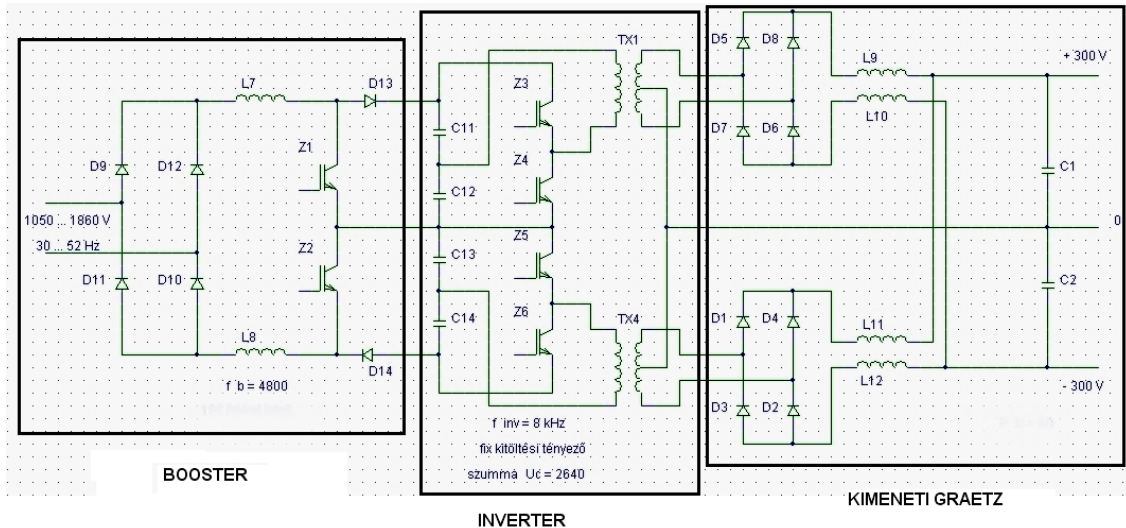 D9
D12
L7
D13
Z1
1050 ... 1860 V
30 ... 52 Hz
Z2
D11
D10
L8
D14
f b = 4800
BOOSTER
C11
C12
C13
C14
Z3
Z4
Z5
Z6
TX1
TX4
f inv = 8 kHz
fix kitöltési tényező
szumma Uc = 2640
INVERTER
D5
D8
D7
D6
L9
L10
+ 300 V
C1
0
C2
D1
D4
D3
D2
L11
L12
- 300 V
KIMENETI GRAETZ